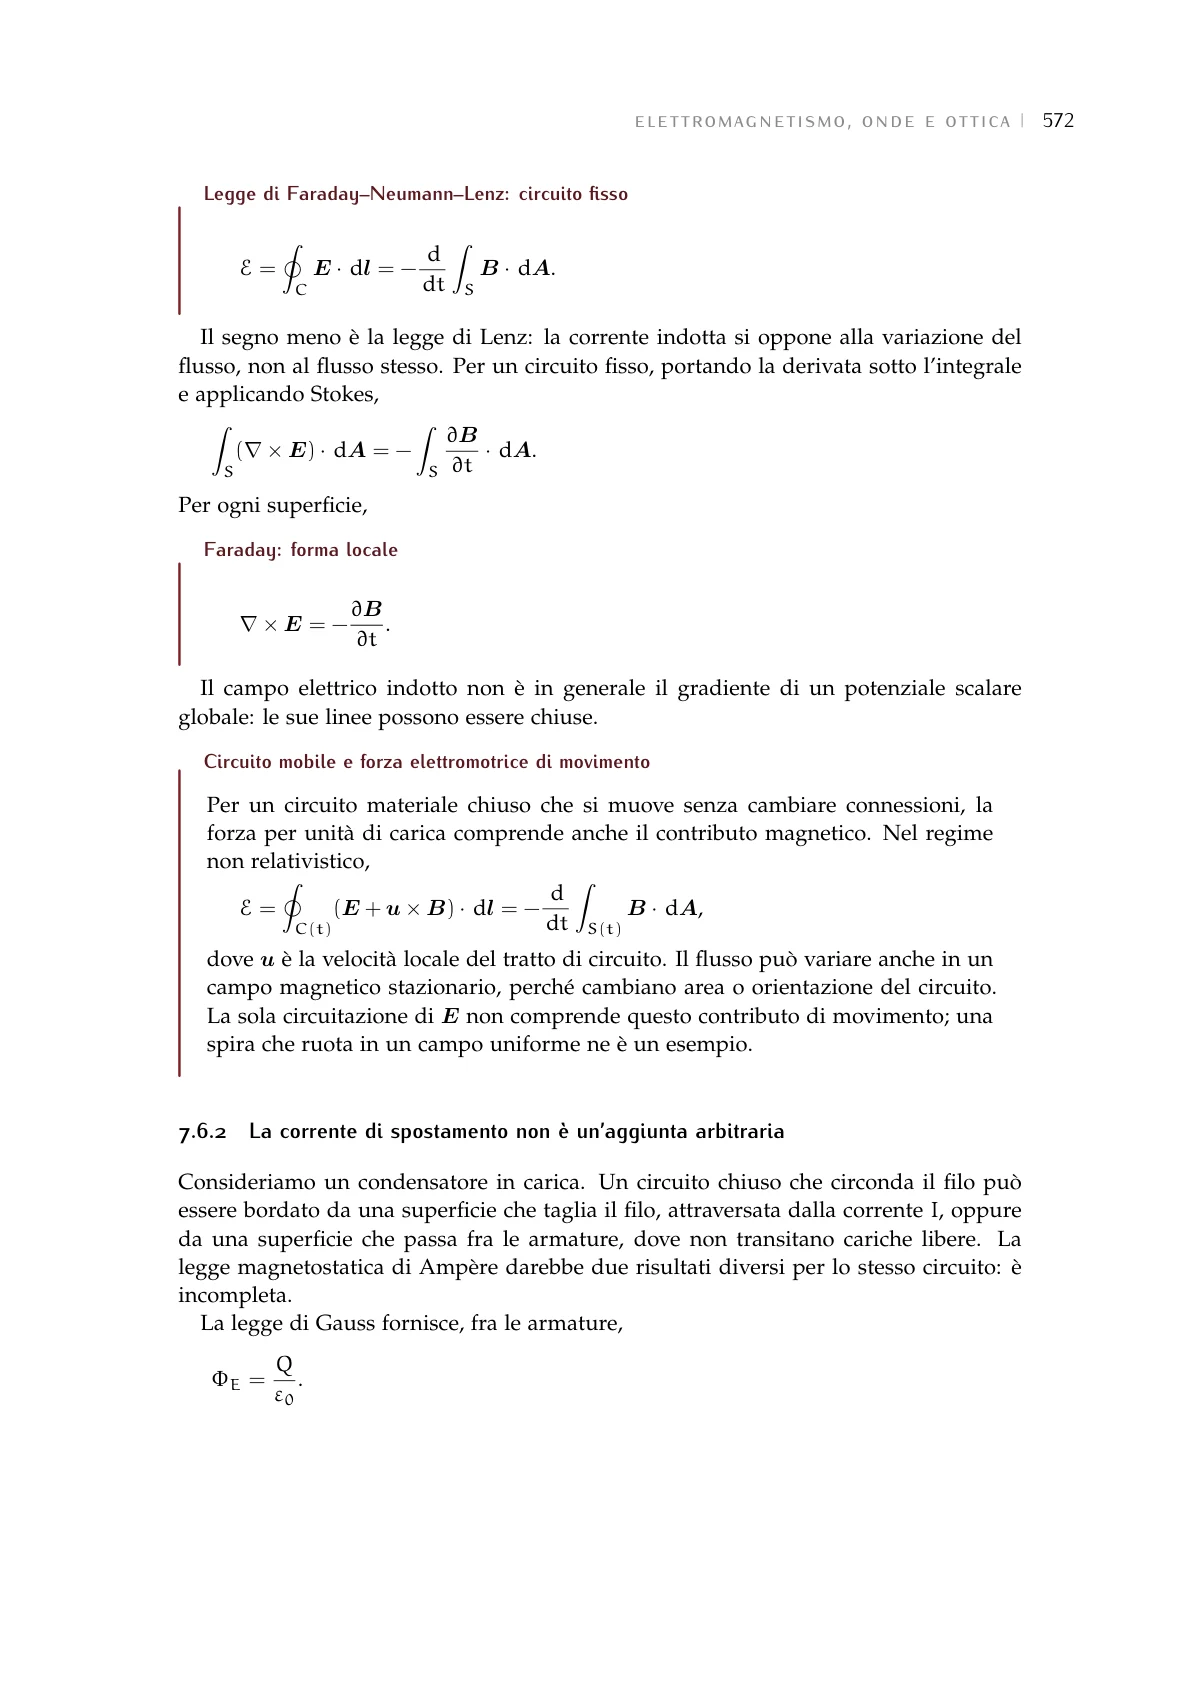 ELETTROMAGNETISMO, ONDE E OTTICA | 572
Legge di Faraday–Neumann–Lenz: circuito fisso
ℰ = ∮_C E · dl = −d/dt ∫_S B · dA.
Il segno meno è la legge di Lenz: la corrente indotta si oppone alla variazione del
flusso, non al flusso stesso. Per un circuito fisso, portando la derivata sotto l'integrale
e applicando Stokes,
∫_S (∇ × E) · dA = − ∫_S ∂B/∂t · dA.
Per ogni superficie,
Faraday: forma locale
∇ × E = −∂B/∂t.
Il campo elettrico indotto non è in generale il gradiente di un potenziale scalare
globale: le sue linee possono essere chiuse.
Circuito mobile e forza elettromotrice di movimento
Per un circuito materiale chiuso che si muove senza cambiare connessioni, la
forza per unità di carica comprende anche il contributo magnetico. Nel regime
non relativistico,
ℰ = ∮_C(t) (E + u × B) · dl = −d/dt ∫_S(t) B · dA,
dove u è la velocità locale del tratto di circuito. Il flusso può variare anche in un
campo magnetico stazionario, perché cambiano area o orientazione del circuito.
La sola circuitazione di E non comprende questo contributo di movimento; una
spira che ruota in un campo uniforme ne è un esempio.
7.6.2 La corrente di spostamento non è un'aggiunta arbitraria
Consideriamo un condensatore in carica. Un circuito chiuso che circonda il filo può
essere bordato da una superficie che taglia il filo, attraversata dalla corrente I, oppure
da una superficie che passa fra le armature, dove non transitano cariche libere. La
legge magnetostatica di Ampère darebbe due risultati diversi per lo stesso circuito: è
incompleta.
La legge di Gauss fornisce, fra le armature,
Φ_E = Q/ε₀.